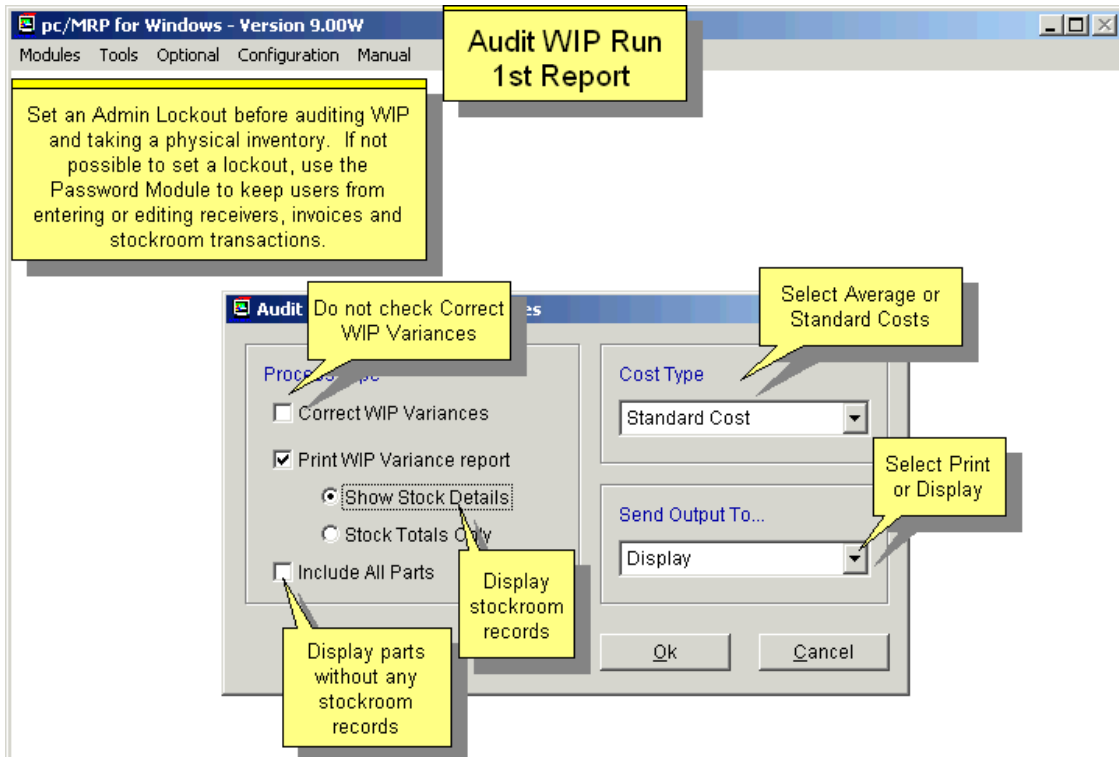 pc/MRP for Windows - Version 9.00W
Modules Tools Optional Configuration Manual
Audit WIP Run
1st Report
Set an Admin Lockout before auditing WIP
and taking a physical inventory. If not
possible to set a lockout, use the
Password Module to keep users from
entering or editing receivers, invoices and
stockroom transactions.
Audit
Do not check Correct
WIP Variances
Select Average or
Standard Costs
Process
Correct WIP Variances
Print WIP Variance report
Show Stock Details
Stock Totals Only
Include All Parts
Display
stockroom
records
Display parts
without any
stockroom
records
Cost Type
Standard Cost
Select Print
or Display
Send Output To...
Display
Ok
Cancel